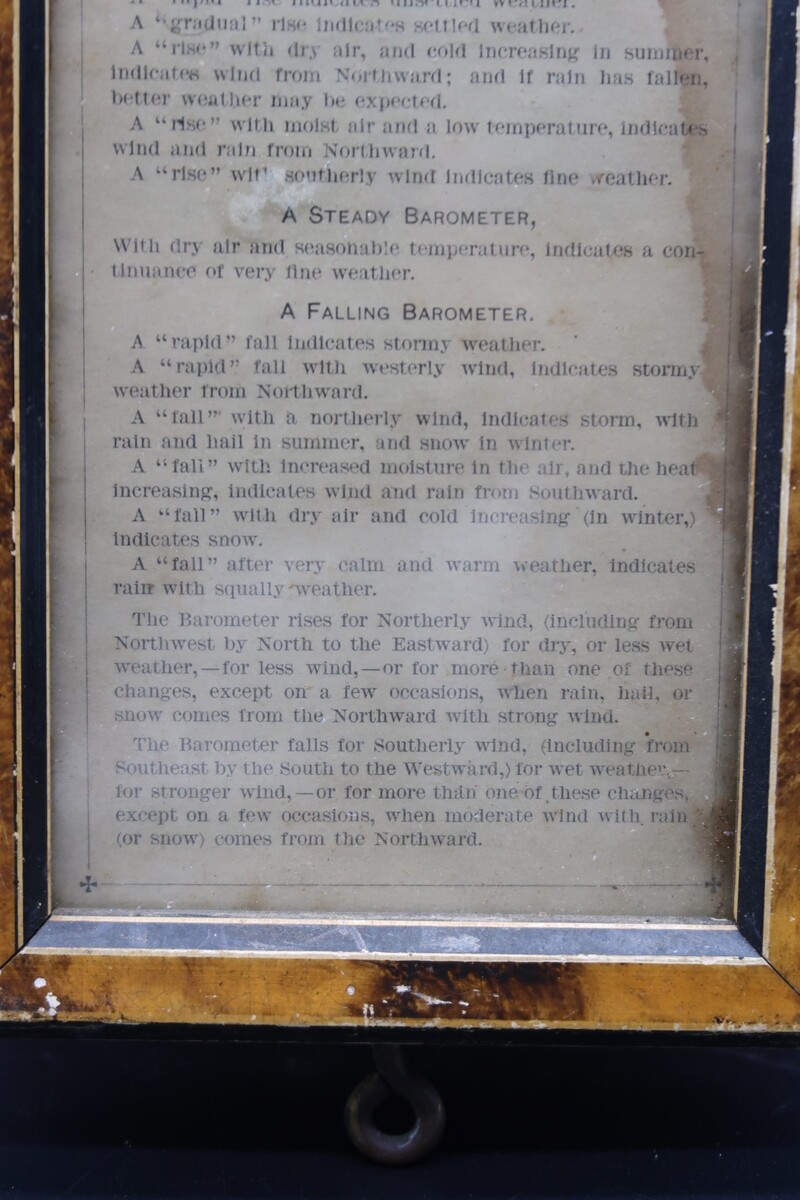 A "rapid" rise indicates unsettled weather.
A "gradual" rise indicates settled weather.
A "rise" with dry air, and cold increasing in summer,
indicates wind from Northward; and if rain has fallen,
better weather may be expected.
A "rise" with moist air and a low temperature, indicates
wind and rain from Northward.
A "rise" with southerly wind indicates fine weather.
A STEADY BAROMETER,
With dry air and seasonable temperature, indicates a con-
tinuance of very fine weather.
A FALLING BAROMETER.
A "rapid" fall indicates stormy weather.
A "rapid" fall with westerly wind, indicates stormy
weather from Northward.
A "fall" with a northerly wind, indicates storm, with
rain and hail in summer, and snow in winter.
A "fall" with increased moisture in the air, and the heat
increasing, indicates wind and rain from Southward.
A "fall" with dry air and cold increasing (in winter,)
indicates snow.
A "fall" after very calm and warm weather, indicates
rain with squally weather.
The Barometer rises for Northerly wind, (including from
Northwest by North to the Eastward) for dry, or less wet
weather,—for less wind,—or for more than one of these
changes, except on a few occasions, when rain, hail, or
snow comes from the Northward with strong wind.
The Barometer falls for Southerly wind, (including from
Southeast by the South to the Westward,) for wet weather,—
for stronger wind,—or for more than one of these changes,
except on a few occasions, when moderate wind with rain
(or snow) comes from the Northward.